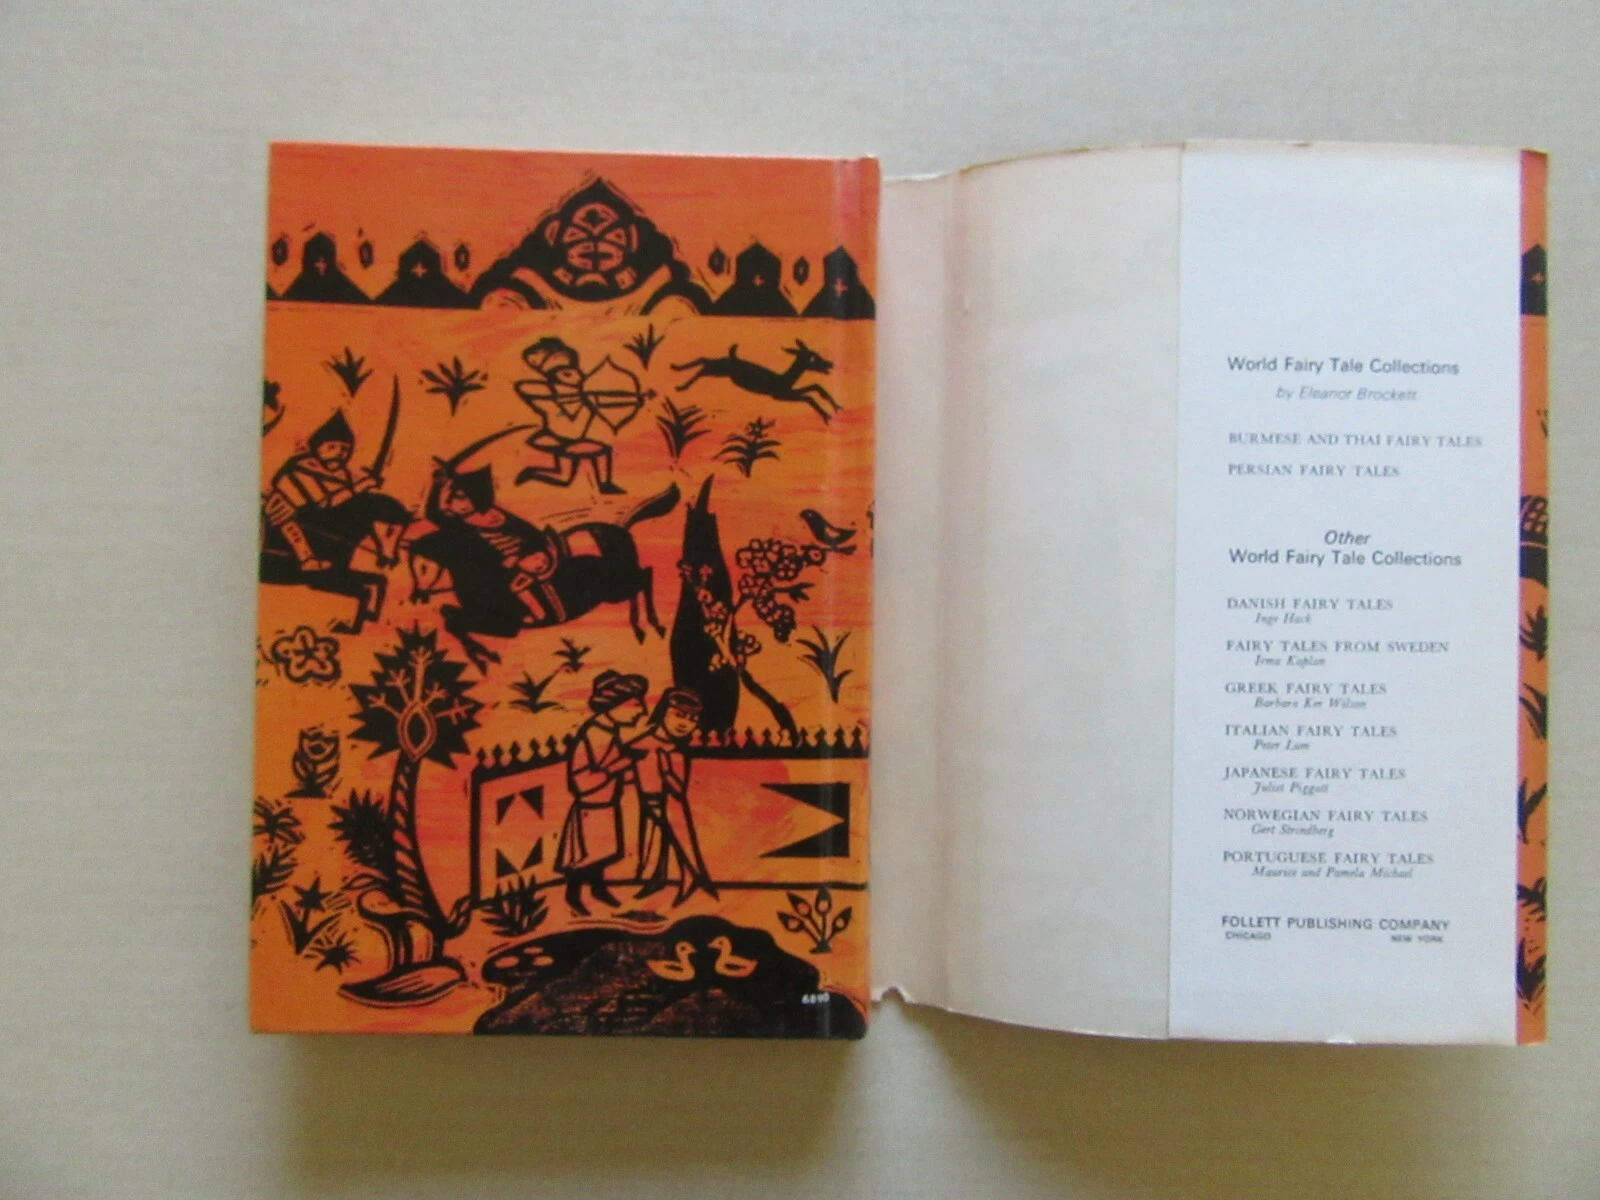 6810
World Fairy Tale Collections
by Eleanor Brockett
BURMESE AND THAI FAIRY TALES
PERSIAN FAIRY TALES
Other
World Fairy Tale Collections
DANISH FAIRY TALES
Inge Hack
FAIRY TALES FROM SWEDEN
Irma Kaplan
GREEK FAIRY TALES
Barbara Ker Wilson
ITALIAN FAIRY TALES
Peter Lum
JAPANESE FAIRY TALES
Juliet Piggott
NORWEGIAN FAIRY TALES
Gert Strindberg
PORTUGUESE FAIRY TALES
Maurice and Pamela Michael
FOLLETT PUBLISHING COMPANY
CHICAGO NEW YORK